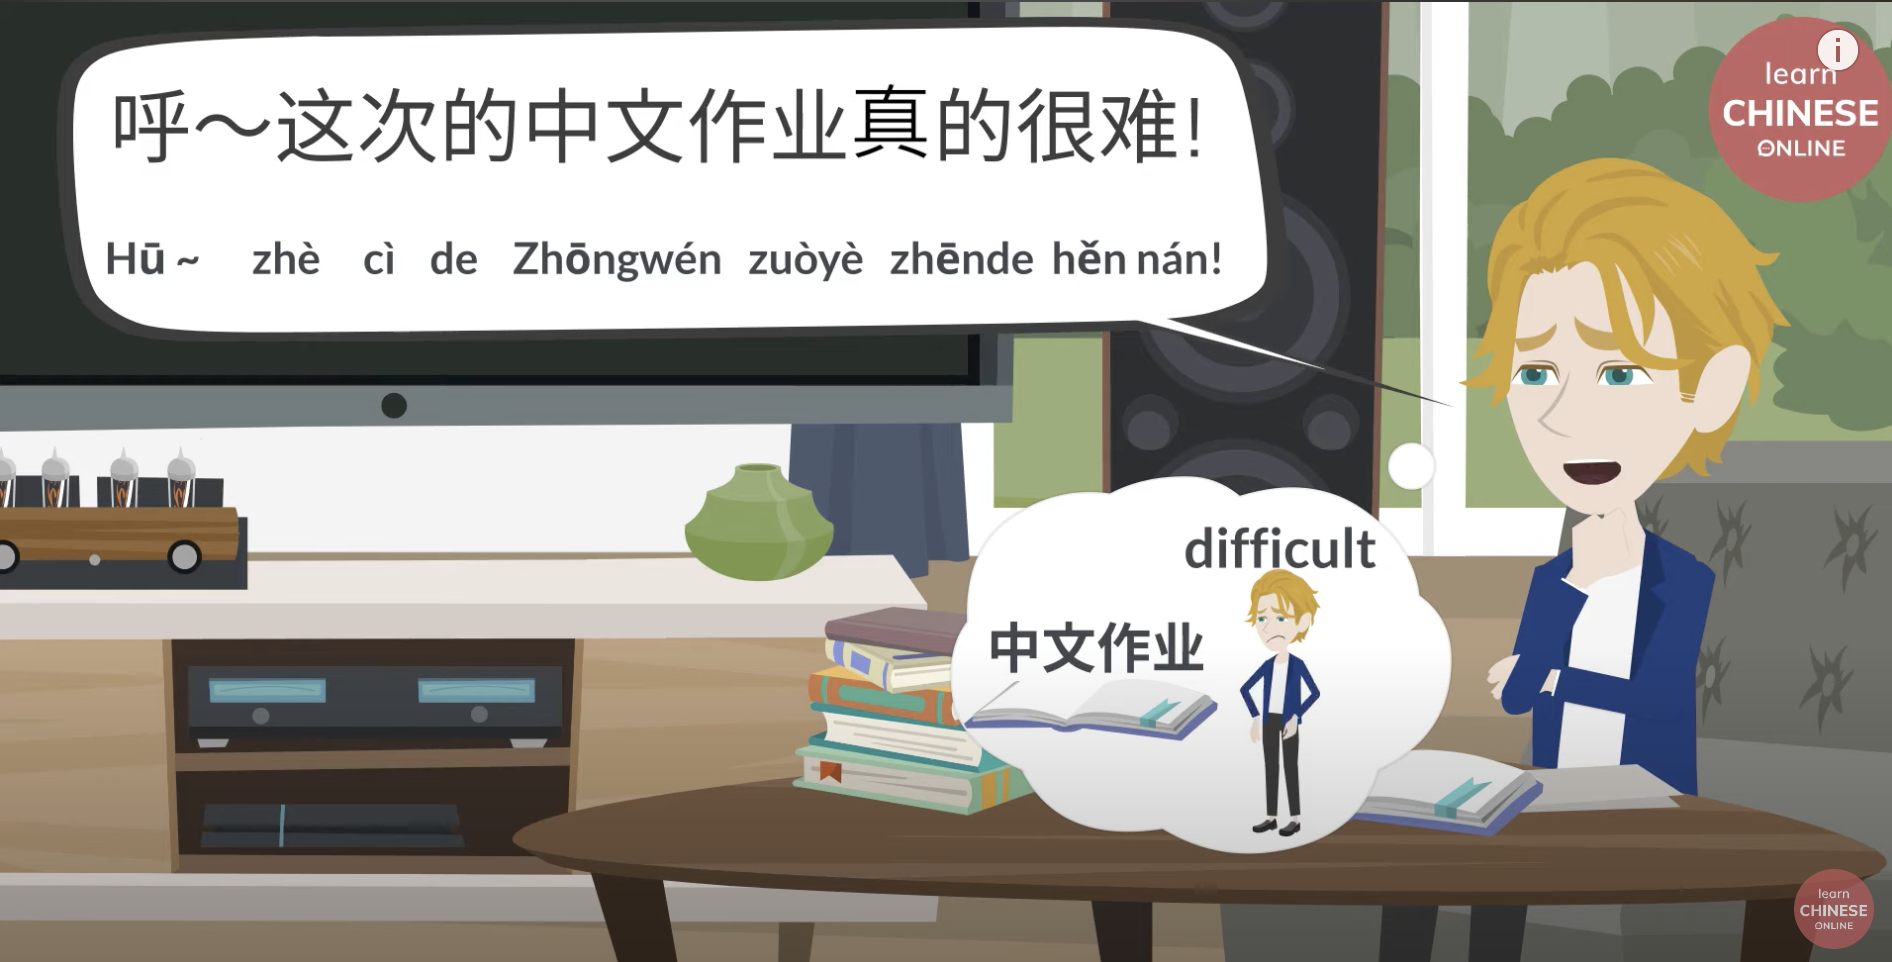 呼～这次的中文作业真的很难!
Hū ~ zhè cì de Zhōngwén zuòyè zhēnde hěn nán!
difficult
中文作业
learn
CHINESE
ONLINE
i
learn
CHINESE
ONLINE